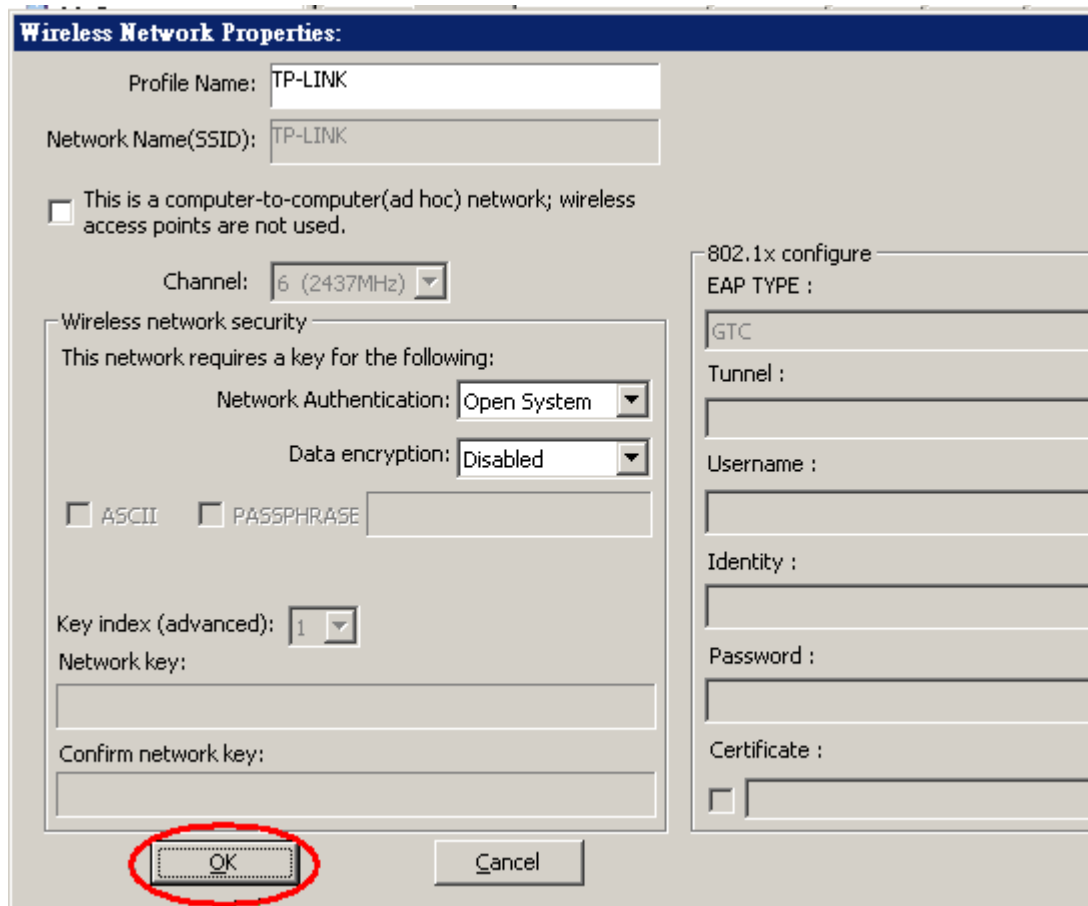 Wireless Network Properties:
Profile Name: TP-LINK
Network Name(SSID): TP-LINK
This is a computer-to-computer(ad hoc) network; wireless
access points are not used.
Channel: 6 (2437MHz)
Wireless network security
This network requires a key for the following:
Network Authentication: Open System
Data encryption: Disabled
ASCII PASSPHRASE
Key index (advanced): 1
Network key:
Confirm network key:
OK Cancel
802.1x configure
EAP TYPE :
GTC
Tunnel :
Username :
Identity :
Password :
Certificate :